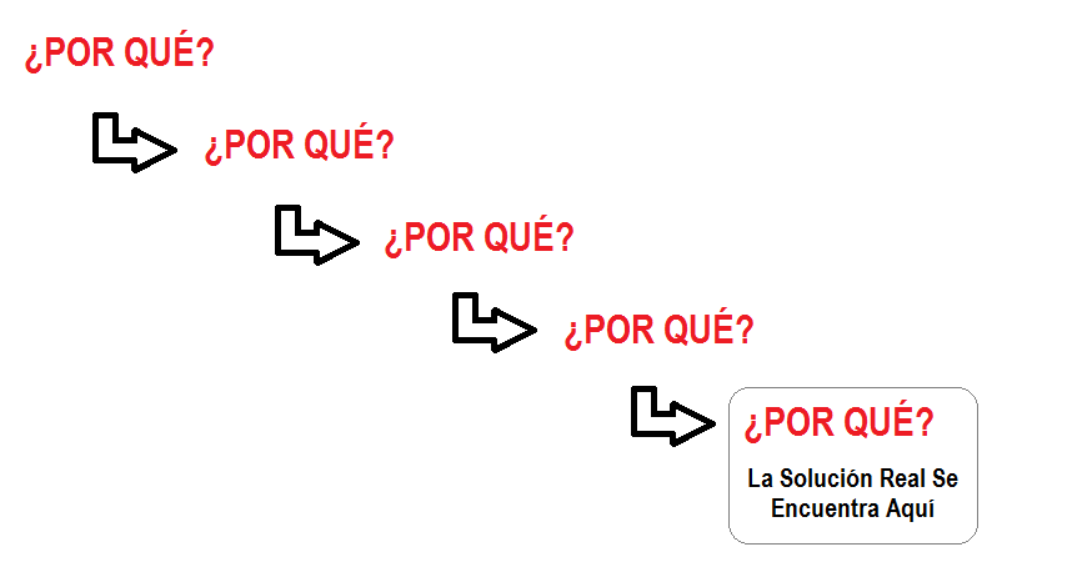 ¿POR QUÉ?
¿POR QUÉ?
¿POR QUÉ?
¿POR QUÉ?
¿POR QUÉ?
La Solución Real Se
Encuentra Aquí